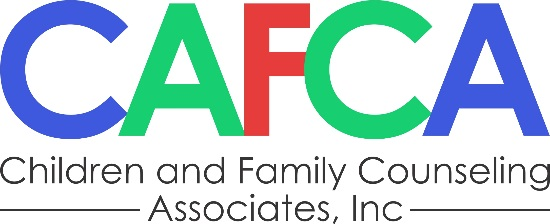 CAFCA
Children and Family Counseling
Associates, Inc